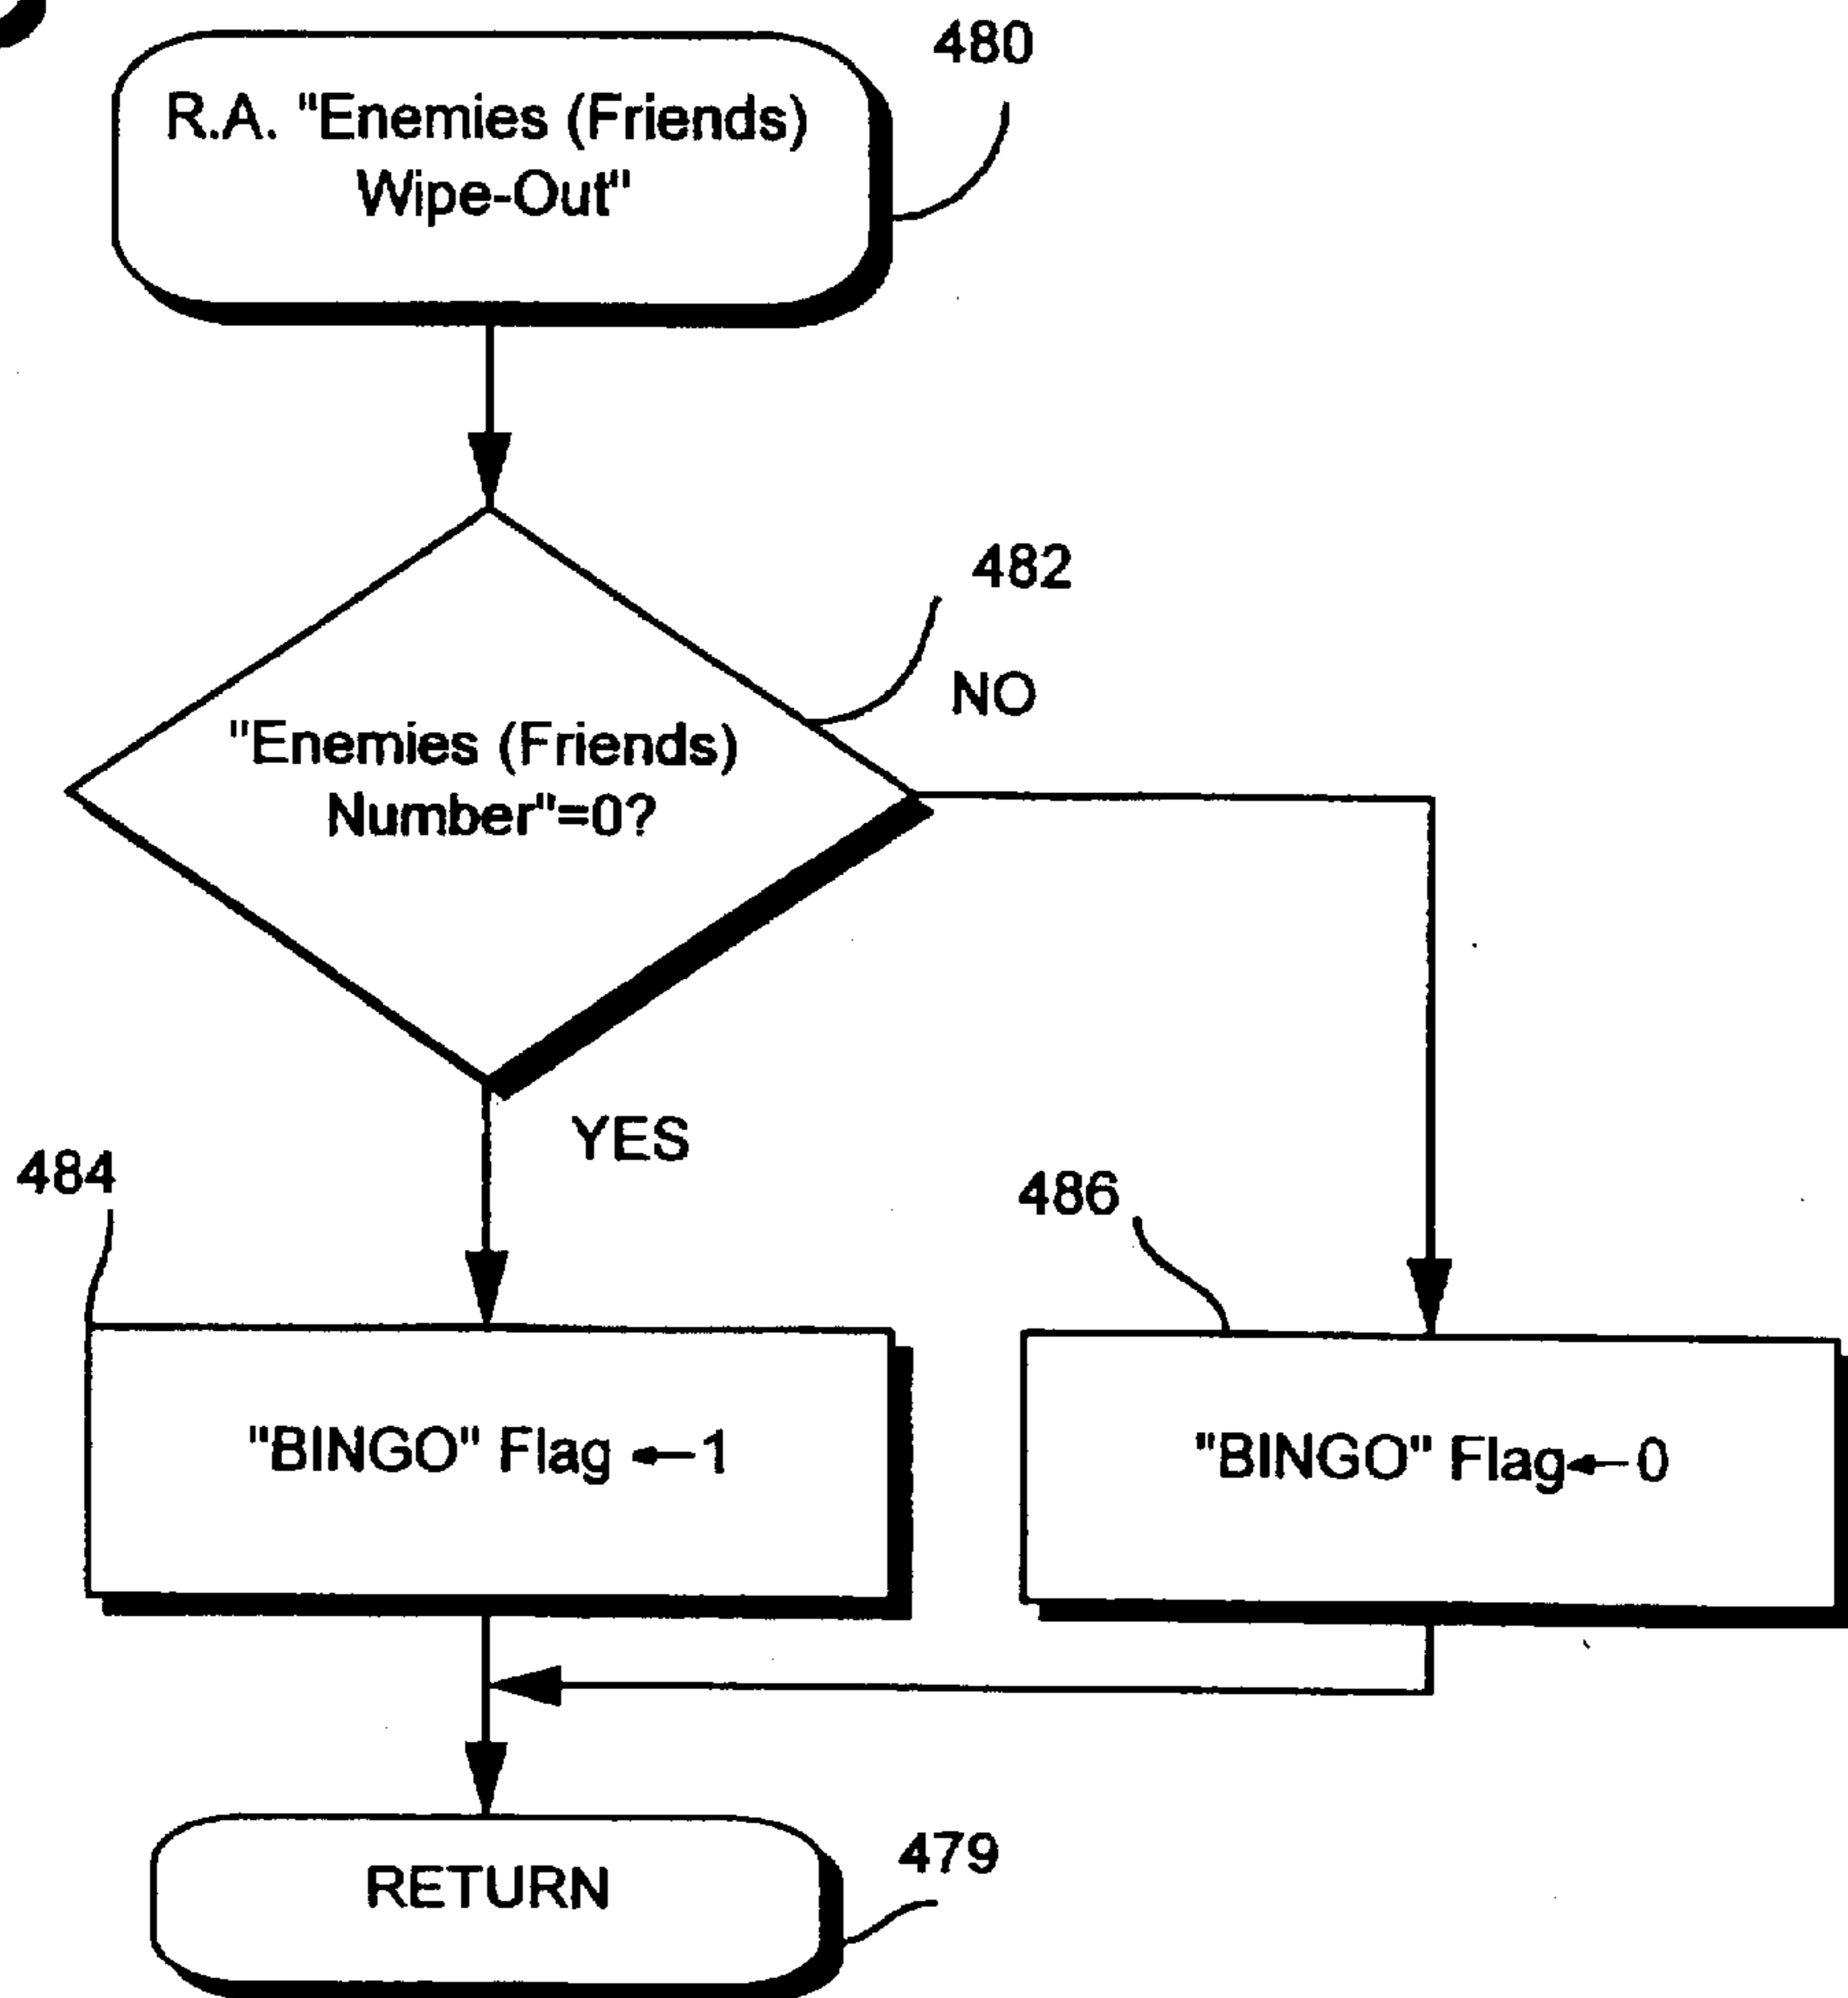 480
R.A. "Enemies (Friends)
Wipe-Out"
482
NO
"Enemies (Friends)
Number"=0?
YES
484
486
"BINGO" Flag ←1
"BINGO" Flag←0
RETURN
479